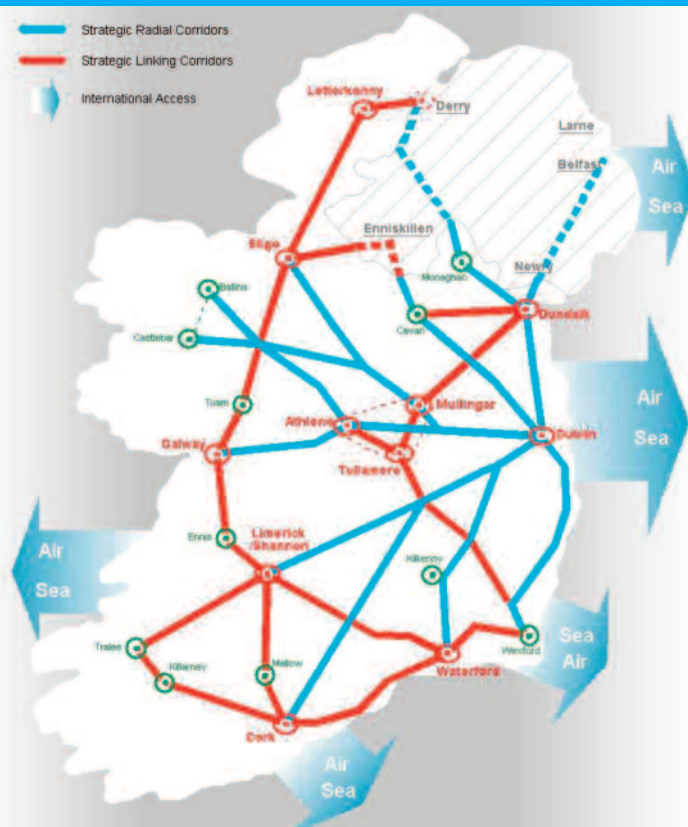 Strategic Radial Corridors
Strategic Linking Corridors
International Access
Letterkenny
Derry
Larne
Belfast
Air
Sea
Enniskillen
Sligo
Monaghan
Newry
Ballina
Dundalk
Castlebar
Cavan
Tuam
Mullingar
Athlone
Air
Sea
Galway
Dublin
Tullamore
Ennis
Limerick
/Shannon
Air
Sea
Kilkenny
Tralee
Killarney
Mallow
Waterford
Wexford
Sea
Air
Cork
Air
Sea